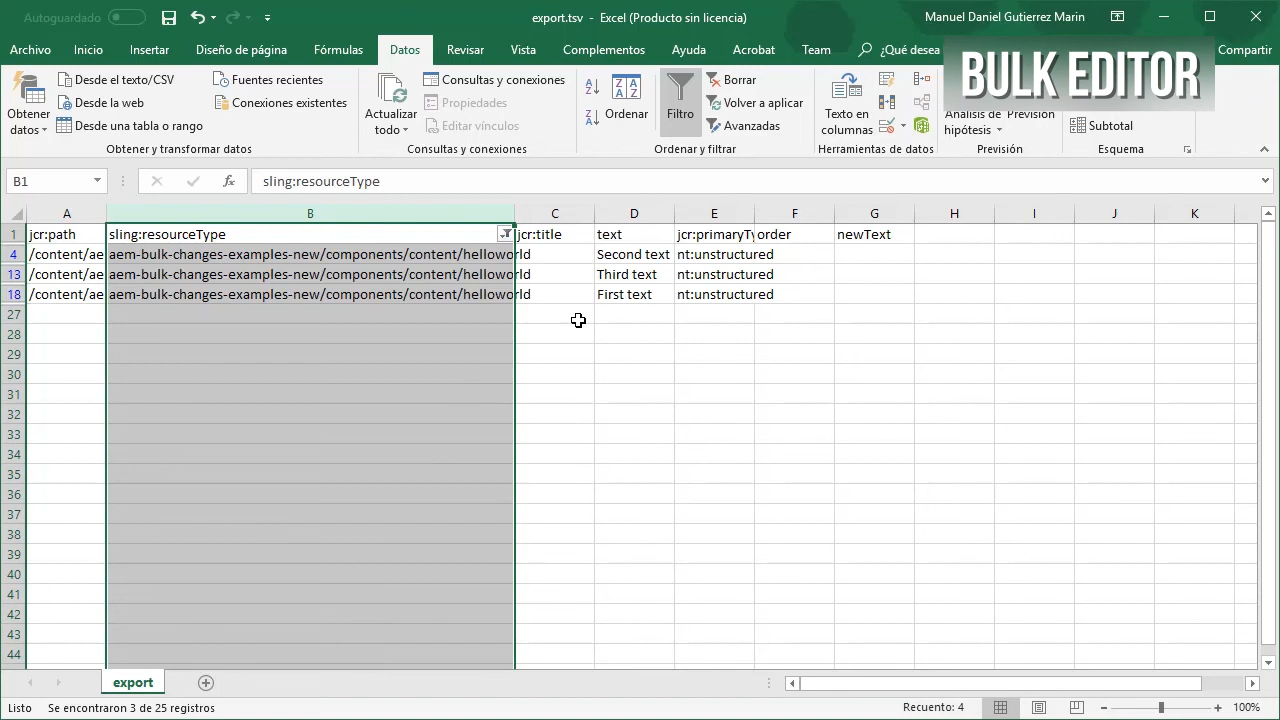 Autoguardado
export.tsv - Excel (Producto sin licencia)
Manuel Daniel Gutierrez Marin
Archivo Inicio Insertar Diseño de página Fórmulas Datos Revisar Vista Complementos Ayuda Acrobat Team ¿Qué desea Compartir
BULK EDITOR
Obtener datos
Desde el texto/CSV
Desde la web
Desde una tabla o rango
Fuentes recientes
Conexiones existentes
Obtener y transformar datos
Actualizar todo
Consultas y conexiones
Propiedades
Editar vínculos
Consultas y conexiones
Ordenar
Filtro
Borrar
Volver a aplicar
Avanzadas
Ordenar y filtrar
Texto en columnas
Herramientas de datos
Análisis de hipótesis
Previsión
Previsión
Subtotal
Esquema
B1 fx sling:resourceType
A B C D E F G H I J K
1 jcr:path sling:resourceType jcr:title text jcr:primaryTy order newText
4 /content/ae aem-bulk-changes-examples-new/components/content/helloworld Second text nt:unstructured
13 /content/ae aem-bulk-changes-examples-new/components/content/helloworld Third text nt:unstructured
18 /content/ae aem-bulk-changes-examples-new/components/content/helloworld First text nt:unstructured
27
28
29
30
31
32
33
34
35
36
37
38
39
40
41
42
43
44
export
Listo Se encontraron 3 de 25 registros Recuento: 4 100%